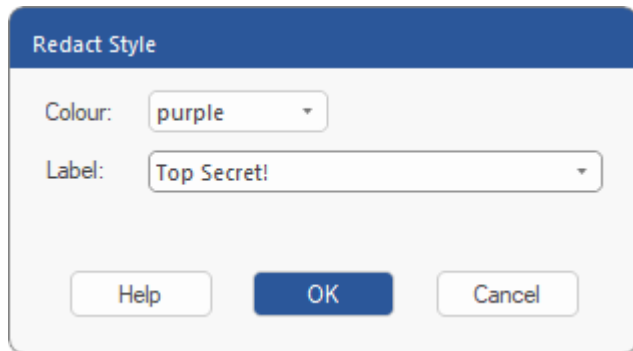 Redact Style
Colour: purple
Label: Top Secret!
Help OK Cancel